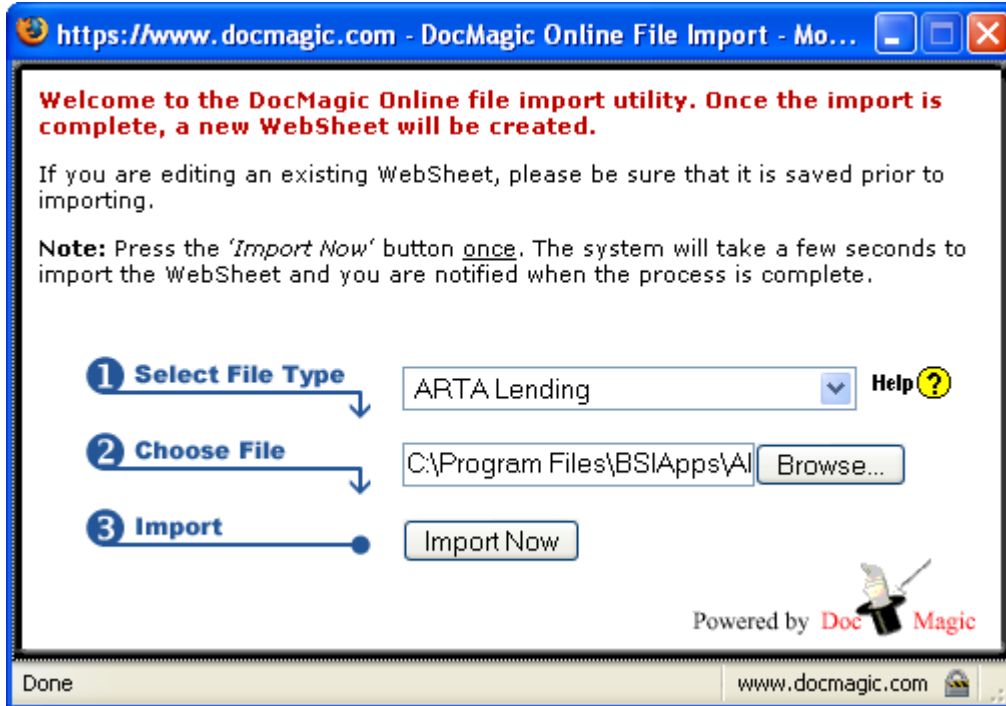 https://www.docmagic.com - DocMagic Online File Import - Mo...
Welcome to the DocMagic Online file import utility. Once the import is
complete, a new WebSheet will be created.
If you are editing an existing WebSheet, please be sure that it is saved prior to
importing.
Note: Press the 'Import Now' button once. The system will take a few seconds to
import the WebSheet and you are notified when the process is complete.
1 Select File Type
ARTA Lending
Help ?
2 Choose File
C:\Program Files\BSIApps\Al
Browse...
3 Import
Import Now
Powered by Doc Magic
Done
www.docmagic.com